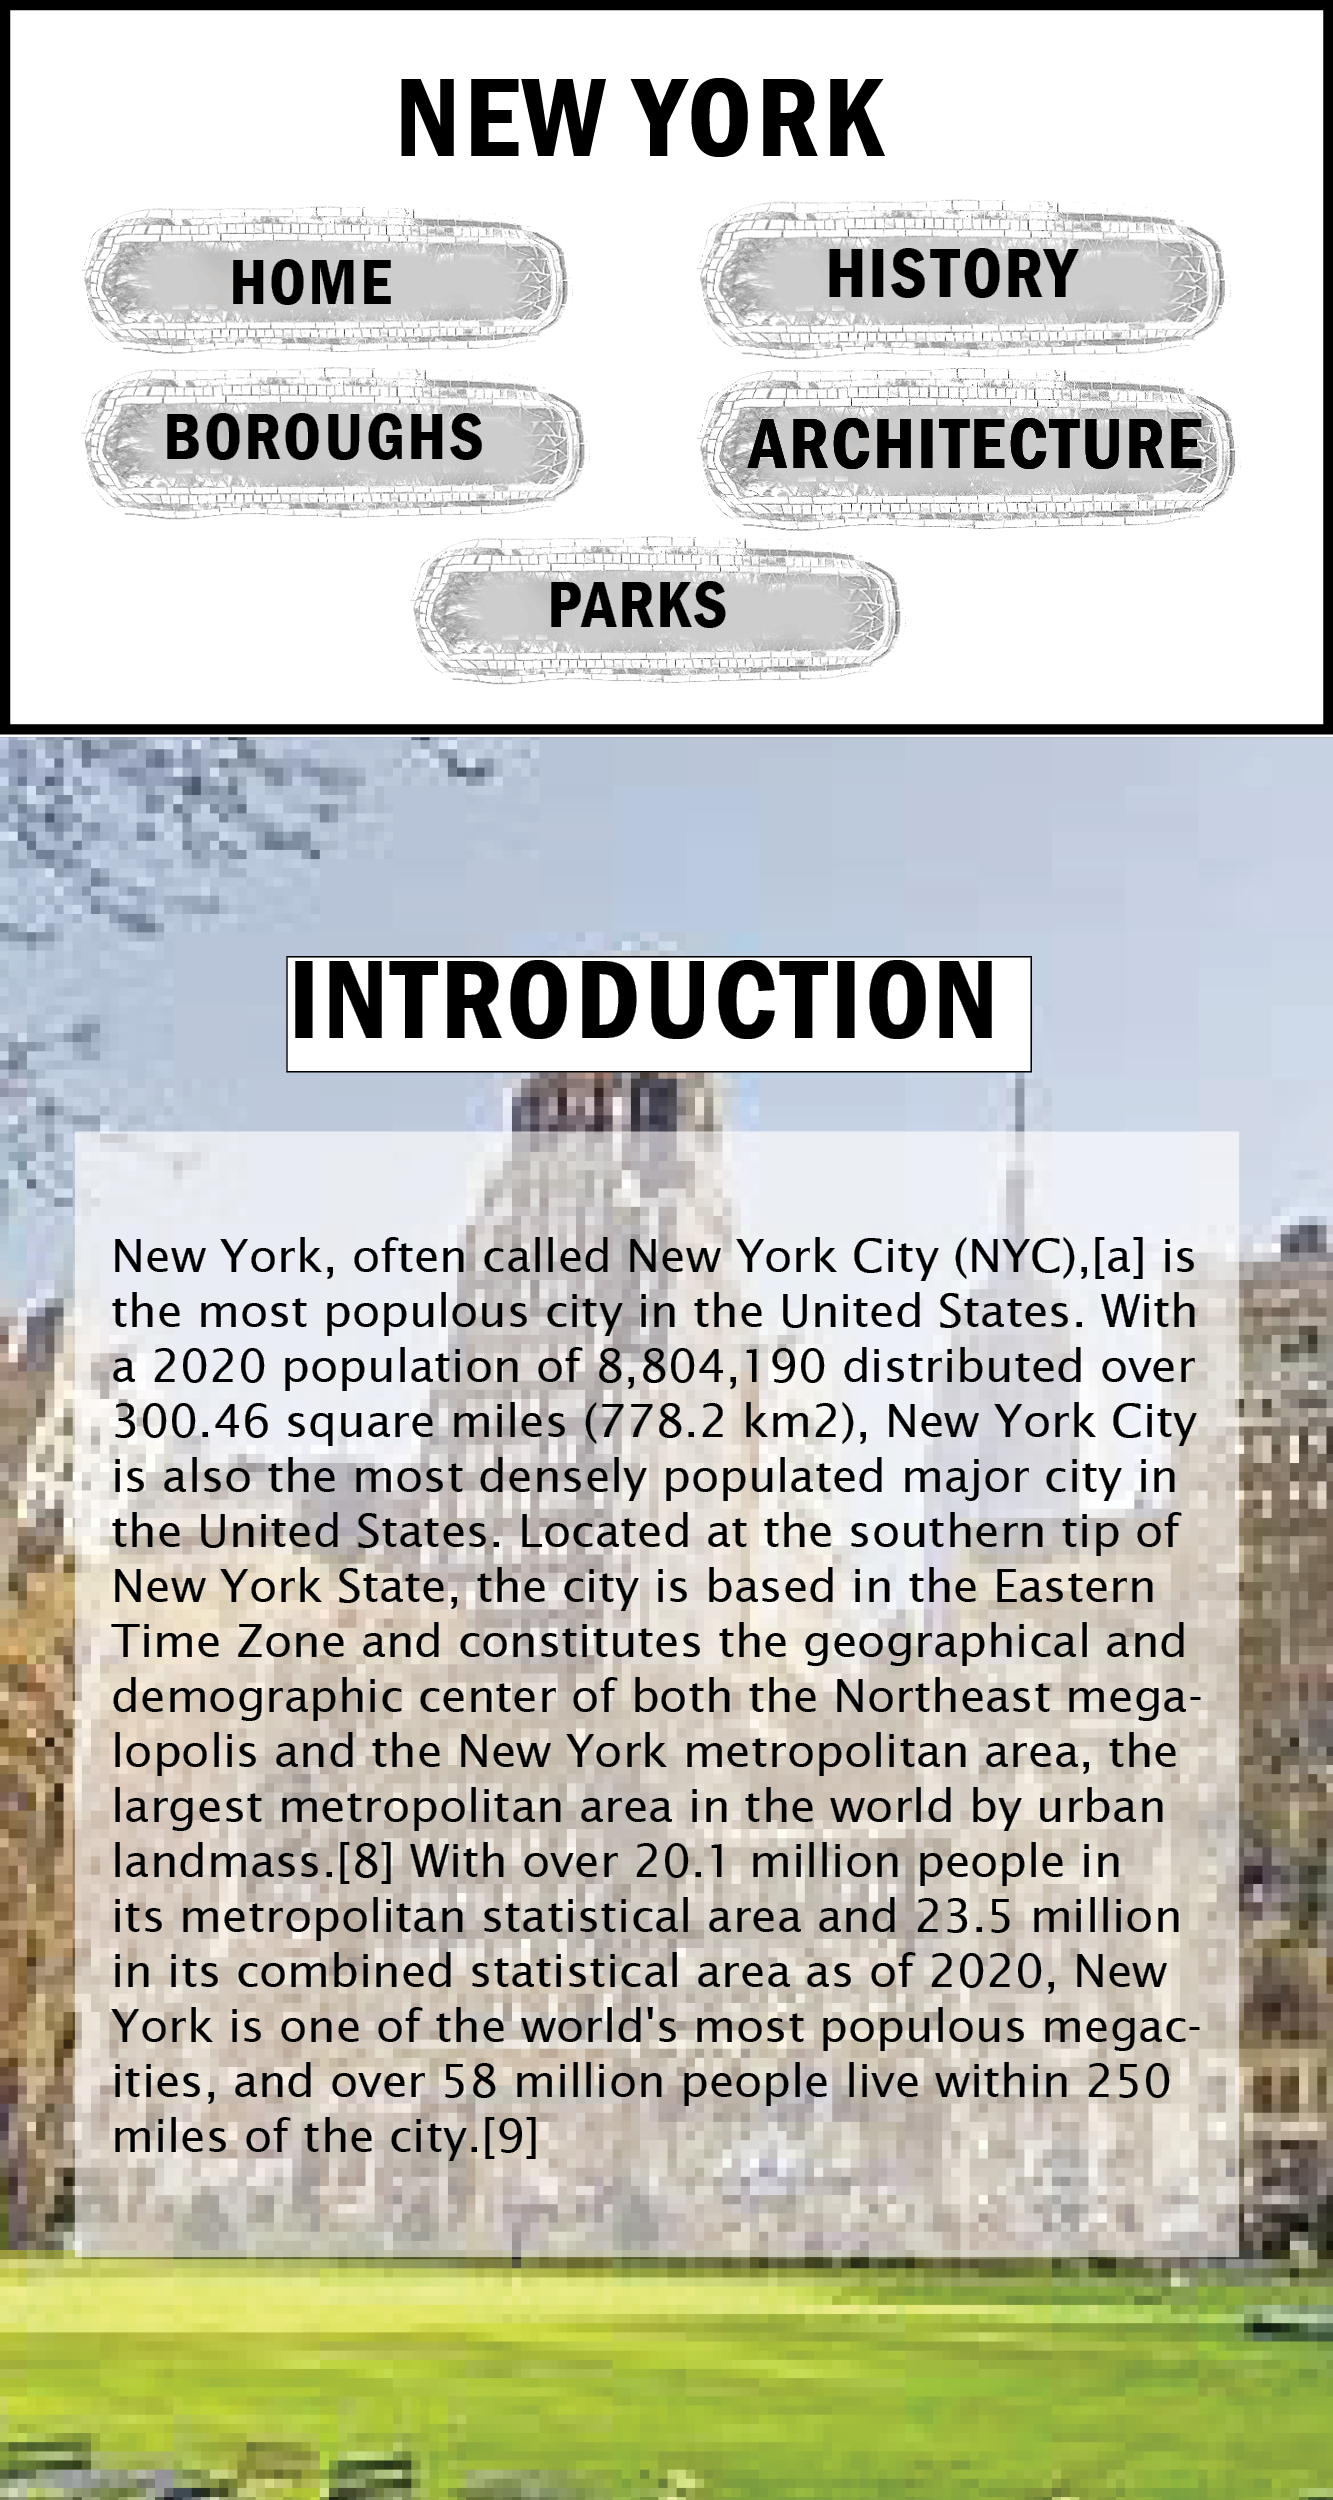 NEW YORK
HOME
HISTORY
BOROUGHS
ARCHITECTURE
PARKS
INTRODUCTION
New York, often called New York City (NYC),[a] is
the most populous city in the United States. With
a 2020 population of 8,804,190 distributed over
300.46 square miles (778.2 km2), New York City
is also the most densely populated major city in
the United States. Located at the southern tip of
New York State, the city is based in the Eastern
Time Zone and constitutes the geographical and
demographic center of both the Northeast mega-
lopolis and the New York metropolitan area, the
largest metropolitan area in the world by urban
landmass.[8] With over 20.1 million people in
its metropolitan statistical area and 23.5 million
in its combined statistical area as of 2020, New
York is one of the world's most populous megac-
ities, and over 58 million people live within 250
miles of the city.[9]